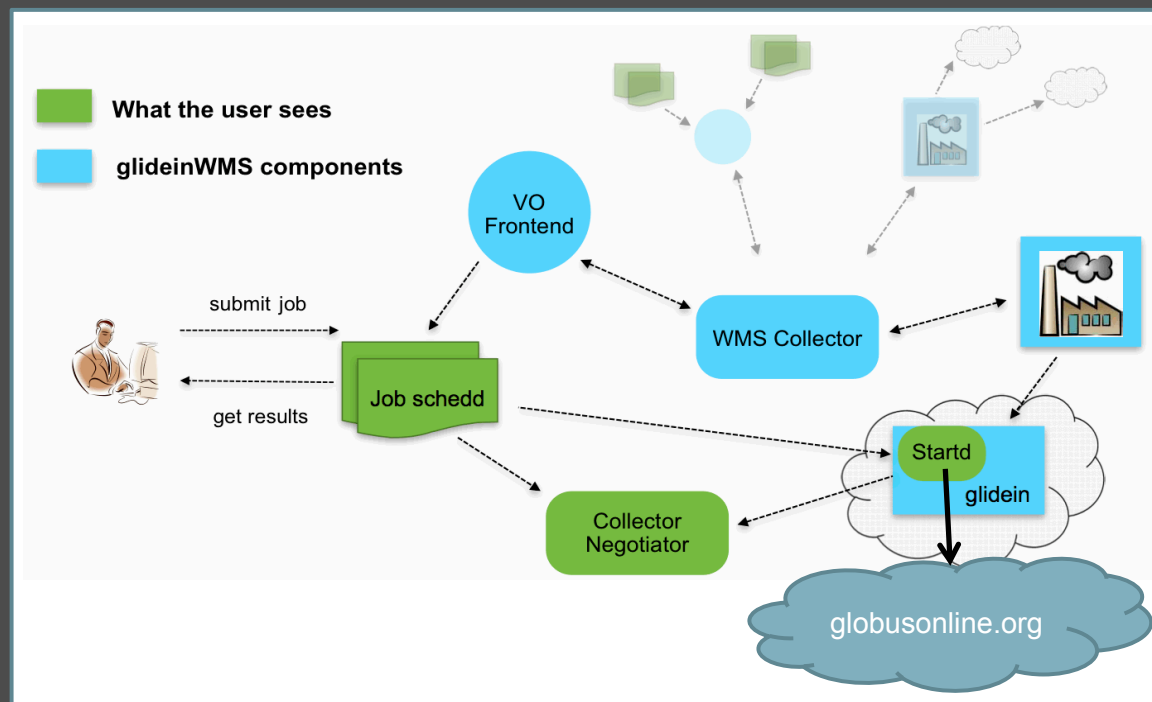 What the user sees
glideinWMS components
VO
Frontend
submit job
WMS Collector
Job schedd
get results
Startd
glidein
Collector
Negotiator
globusonline.org